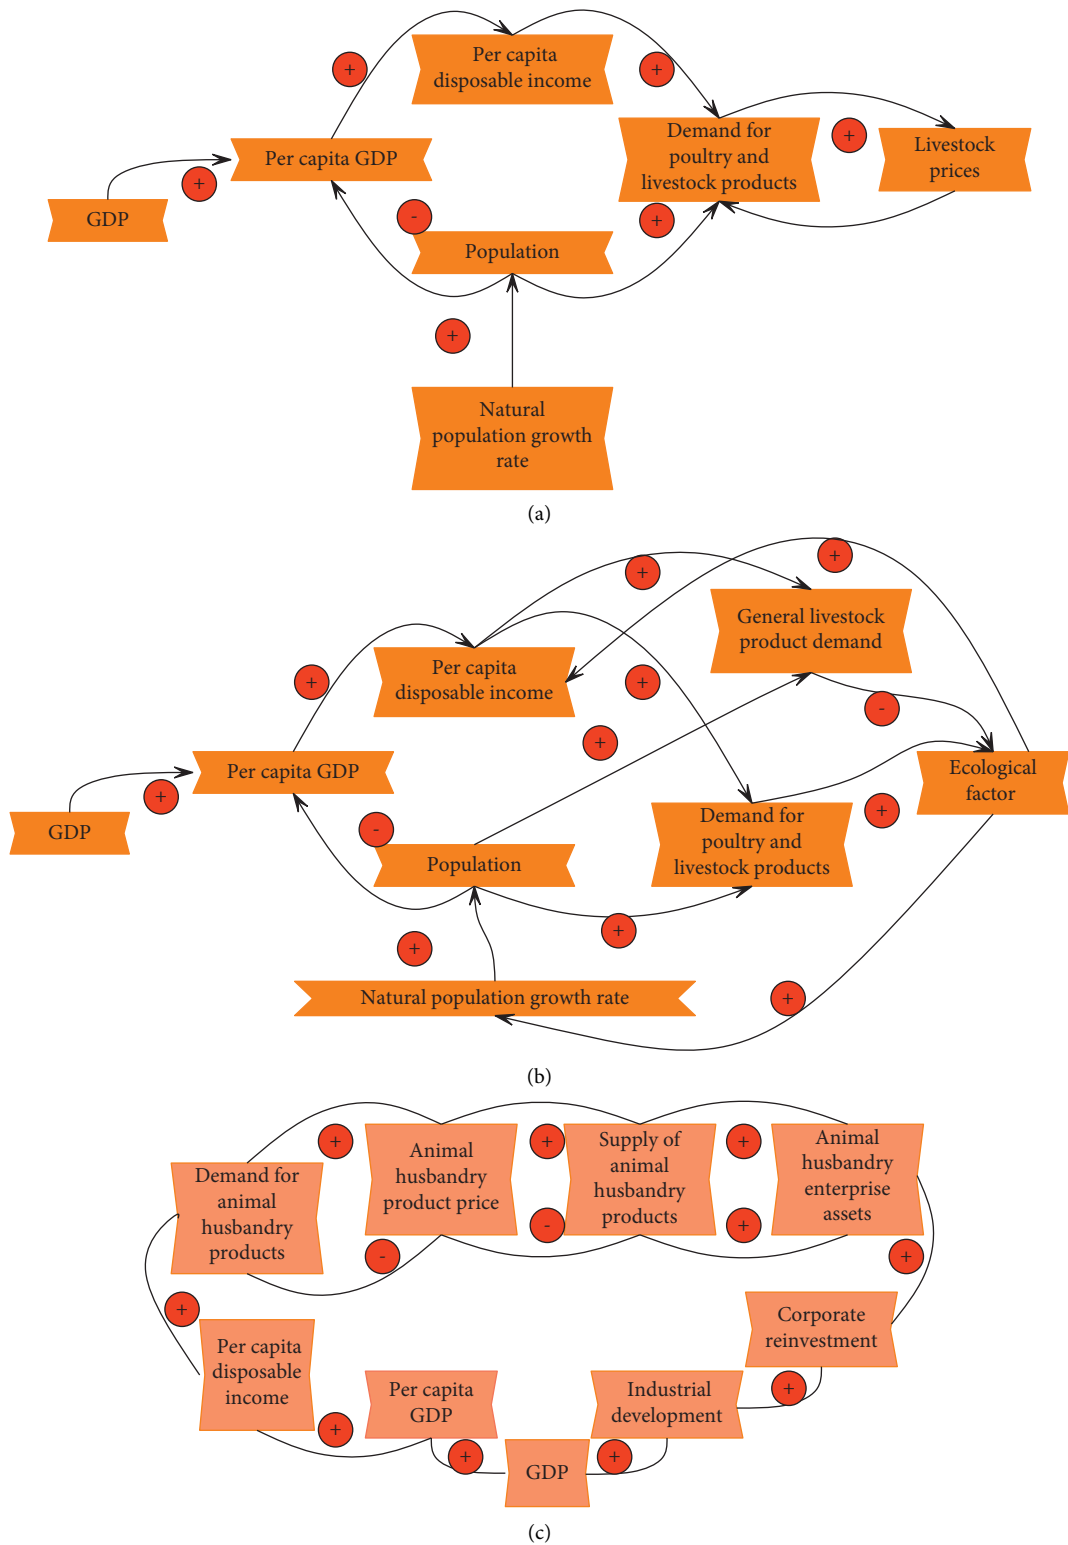 Per capita
disposable income
+
+
Demand for
poultry and
livestock products
+
Livestock
prices
Per capita GDP
+
GDP
-
+
Population
+
Natural
population growth
rate
(a)
+
+
General livestock
product demand
Per capita
disposable income
+
+
-
+
Per capita GDP
Ecological
factor
+
GDP
-
Demand for
poultry and
livestock products
+
Population
+
+
Natural population growth rate
+
(b)
Demand for
animal
husbandry
products
+
Animal
husbandry
product price
+
Supply of
animal
husbandry
products
+
Animal
husbandry
enterprise
assets
-
-
+
+
+
Per capita
disposable
income
Corporate
reinvestment
Per capita
GDP
Industrial
development
+
+
+
GDP
+
(c)